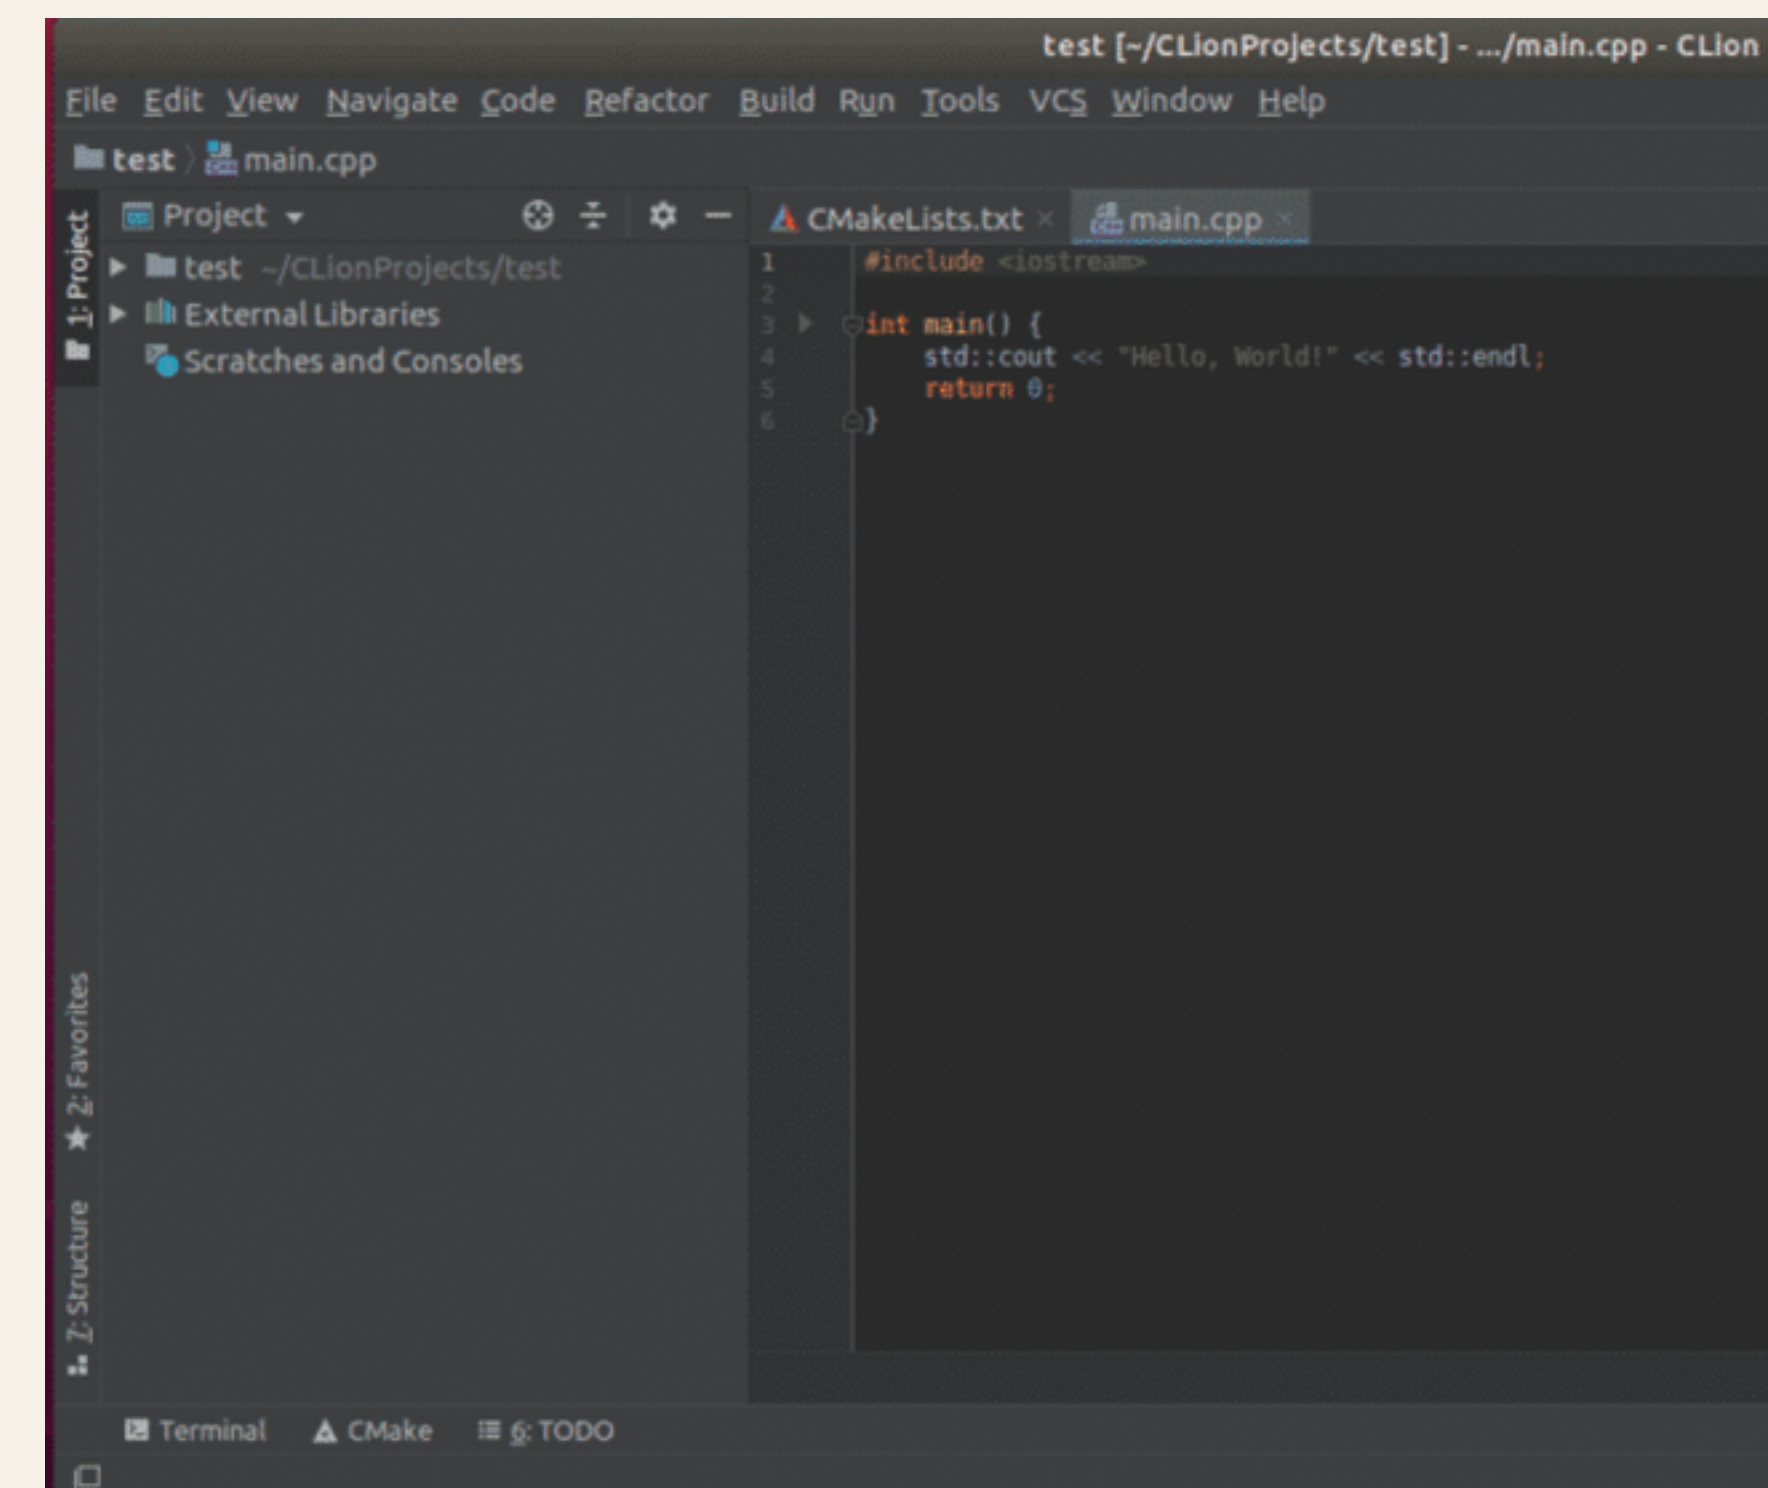 test [~/CLionProjects/test] - .../main.cpp - CLion
File Edit View Navigate Code Refactor Build Run Tools VCS Window Help
test main.cpp
1: Project
Project
test ~/CLionProjects/test
External Libraries
Scratches and Consoles
2: Favorites
7: Structure
CMakeLists.txt main.cpp
1 #include <iostream>
2
3 int main() {
4 std::cout << "Hello, World!" << std::endl;
5 return 0;
6 }
Terminal CMake 6: TODO